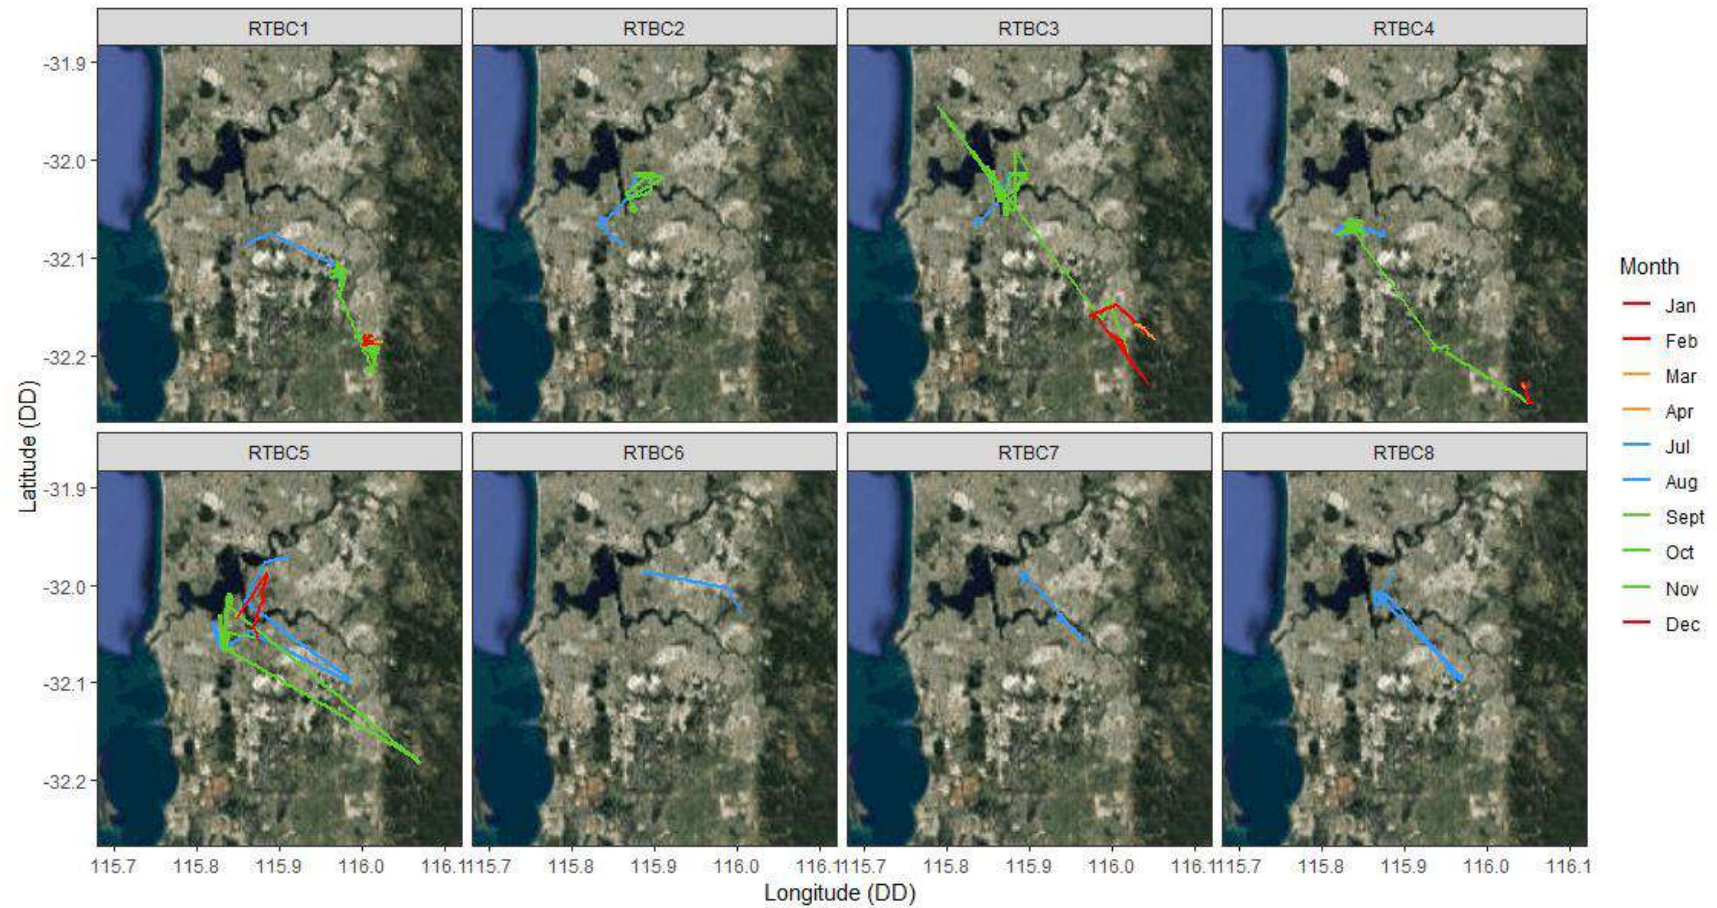 RTBC1 RTBC2 RTBC3 RTBC4
-31.9
-32.0
-32.1
-32.2
RTBC5 RTBC6 RTBC7 RTBC8
-31.9
-32.0
-32.1
-32.2
115.7 115.8 115.9 116.0 116.1 115.7 115.8 115.9 116.0 116.1 115.7 115.8 115.9 116.0 116.1 115.7 115.8 115.9 116.0 116.1
Longitude (DD)
Latitude (DD)
Month
Jan
Feb
Mar
Apr
Jul
Aug
Sept
Oct
Nov
Dec